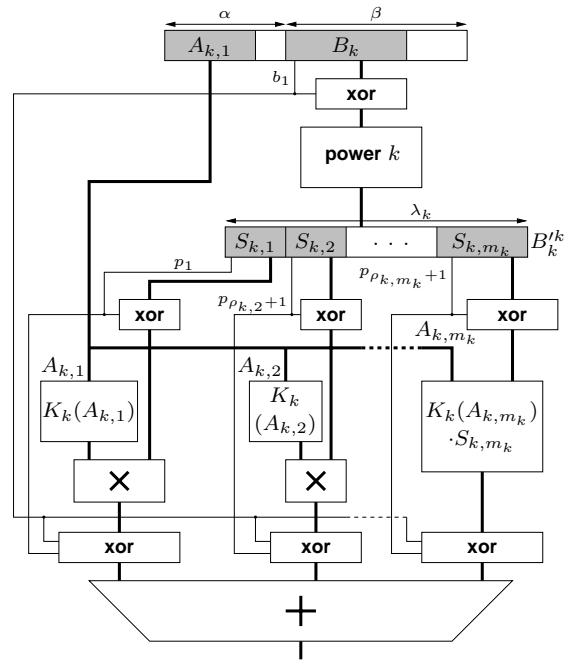 α β
A_{k,1} B_k
b_1
xor
power k
λ_k
S_{k,1} S_{k,2} · · · S_{k,m_k} B'^k_k
p_1 p_{ρ_{k,2}+1} p_{ρ_{k,m_k}+1}
xor xor xor
A_{k,1} A_{k,2} A_{k,m_k}
K_k(A_{k,1}) K_k K_k(A_{k,m_k})
(A_{k,2}) ·S_{k,m_k}
× ×
xor xor xor
+